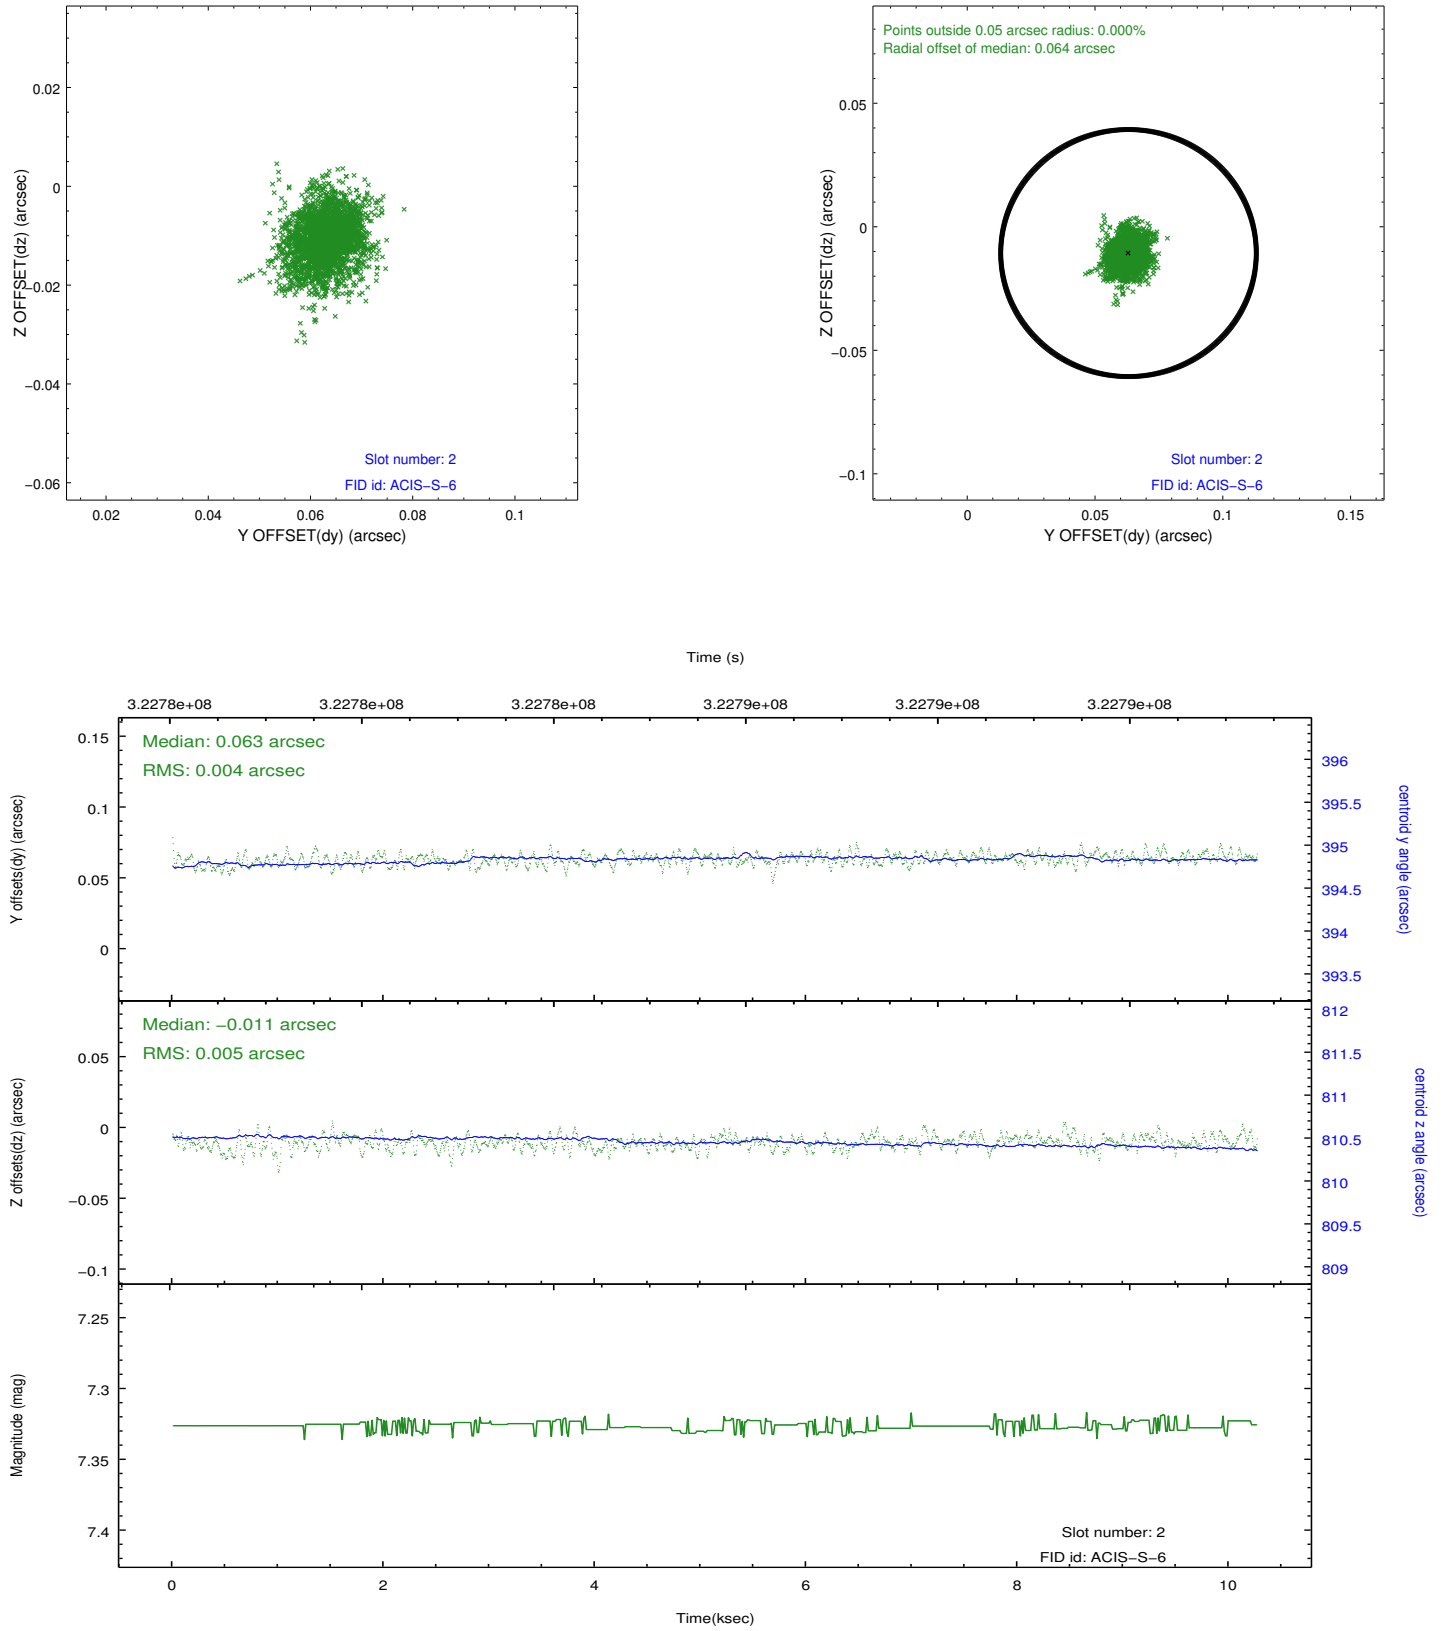 0.02
0
−0.02
−0.04
−0.06
Z OFFSET(dz) (arcsec)
Slot number: 2
FID id: ACIS−S−6
0.02 0.04 0.06 0.08 0.1
Y OFFSET(dy) (arcsec)
Points outside 0.05 arcsec radius: 0.000%
Radial offset of median: 0.064 arcsec
0.05
0
−0.05
−0.1
Z OFFSET(dz) (arcsec)
Slot number: 2
FID id: ACIS−S−6
0 0.05 0.1 0.15
Y OFFSET(dy) (arcsec)
Time (s)
3.2278e+08 3.2278e+08 3.2278e+08 3.2279e+08 3.2279e+08 3.2279e+08
Median: 0.063 arcsec
RMS: 0.004 arcsec
0.15
0.1
0.05
0
Y offsets(dy) (arcsec)
396
395.5
395
394.5
394
393.5
centroid y angle (arcsec)
Median: −0.011 arcsec
RMS: 0.005 arcsec
0.05
0
−0.05
−0.1
Z offsets(dz) (arcsec)
812
811.5
811
810.5
810
809.5
809
centroid z angle (arcsec)
7.25
7.3
7.35
7.4
Magnitude (mag)
Slot number: 2
FID id: ACIS−S−6
0 2 4 6 8 10
Time(ksec)